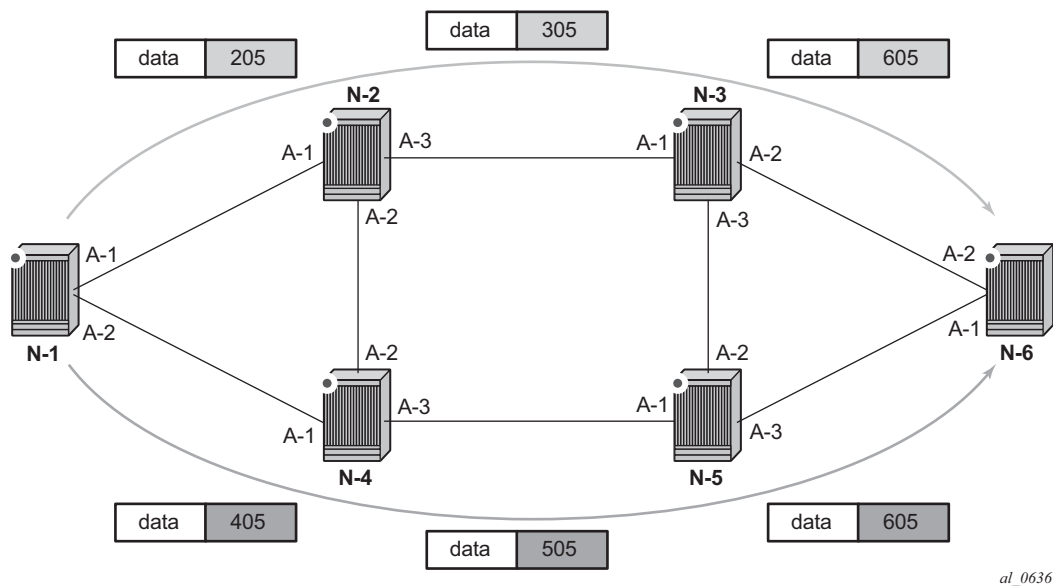 data 305
data 205
data 605
N-2 N-3
A-1 A-3 A-1 A-2
A-2 A-3
A-1 A-2
A-2 A-1
N-1 N-6
A-2 A-2
A-3 A-1
A-1 A-3
N-4 N-5
data 405
data 605
data 505
al_0636